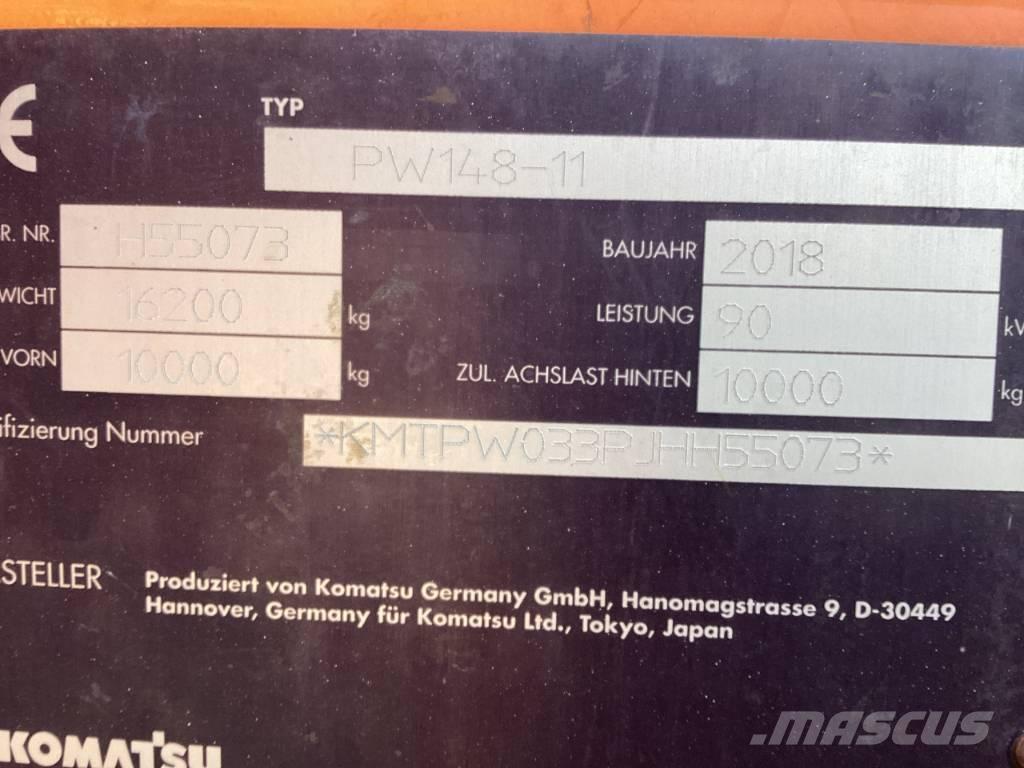 TYP
PW148-11
R. NR. H55073 BAUJAHR 2018
WICHT 16200 kg LEISTUNG 90 kW
VORN 10000 kg ZUL. ACHSLAST HINTEN 10000 kg
ifizierung Nummer *KMTPW033PJHH55073*
STELLER Produziert von Komatsu Germany GmbH, Hanomagstrasse 9, D-30449
Hannover, Germany für Komatsu Ltd., Tokyo, Japan
KOMATSU
MASCUS